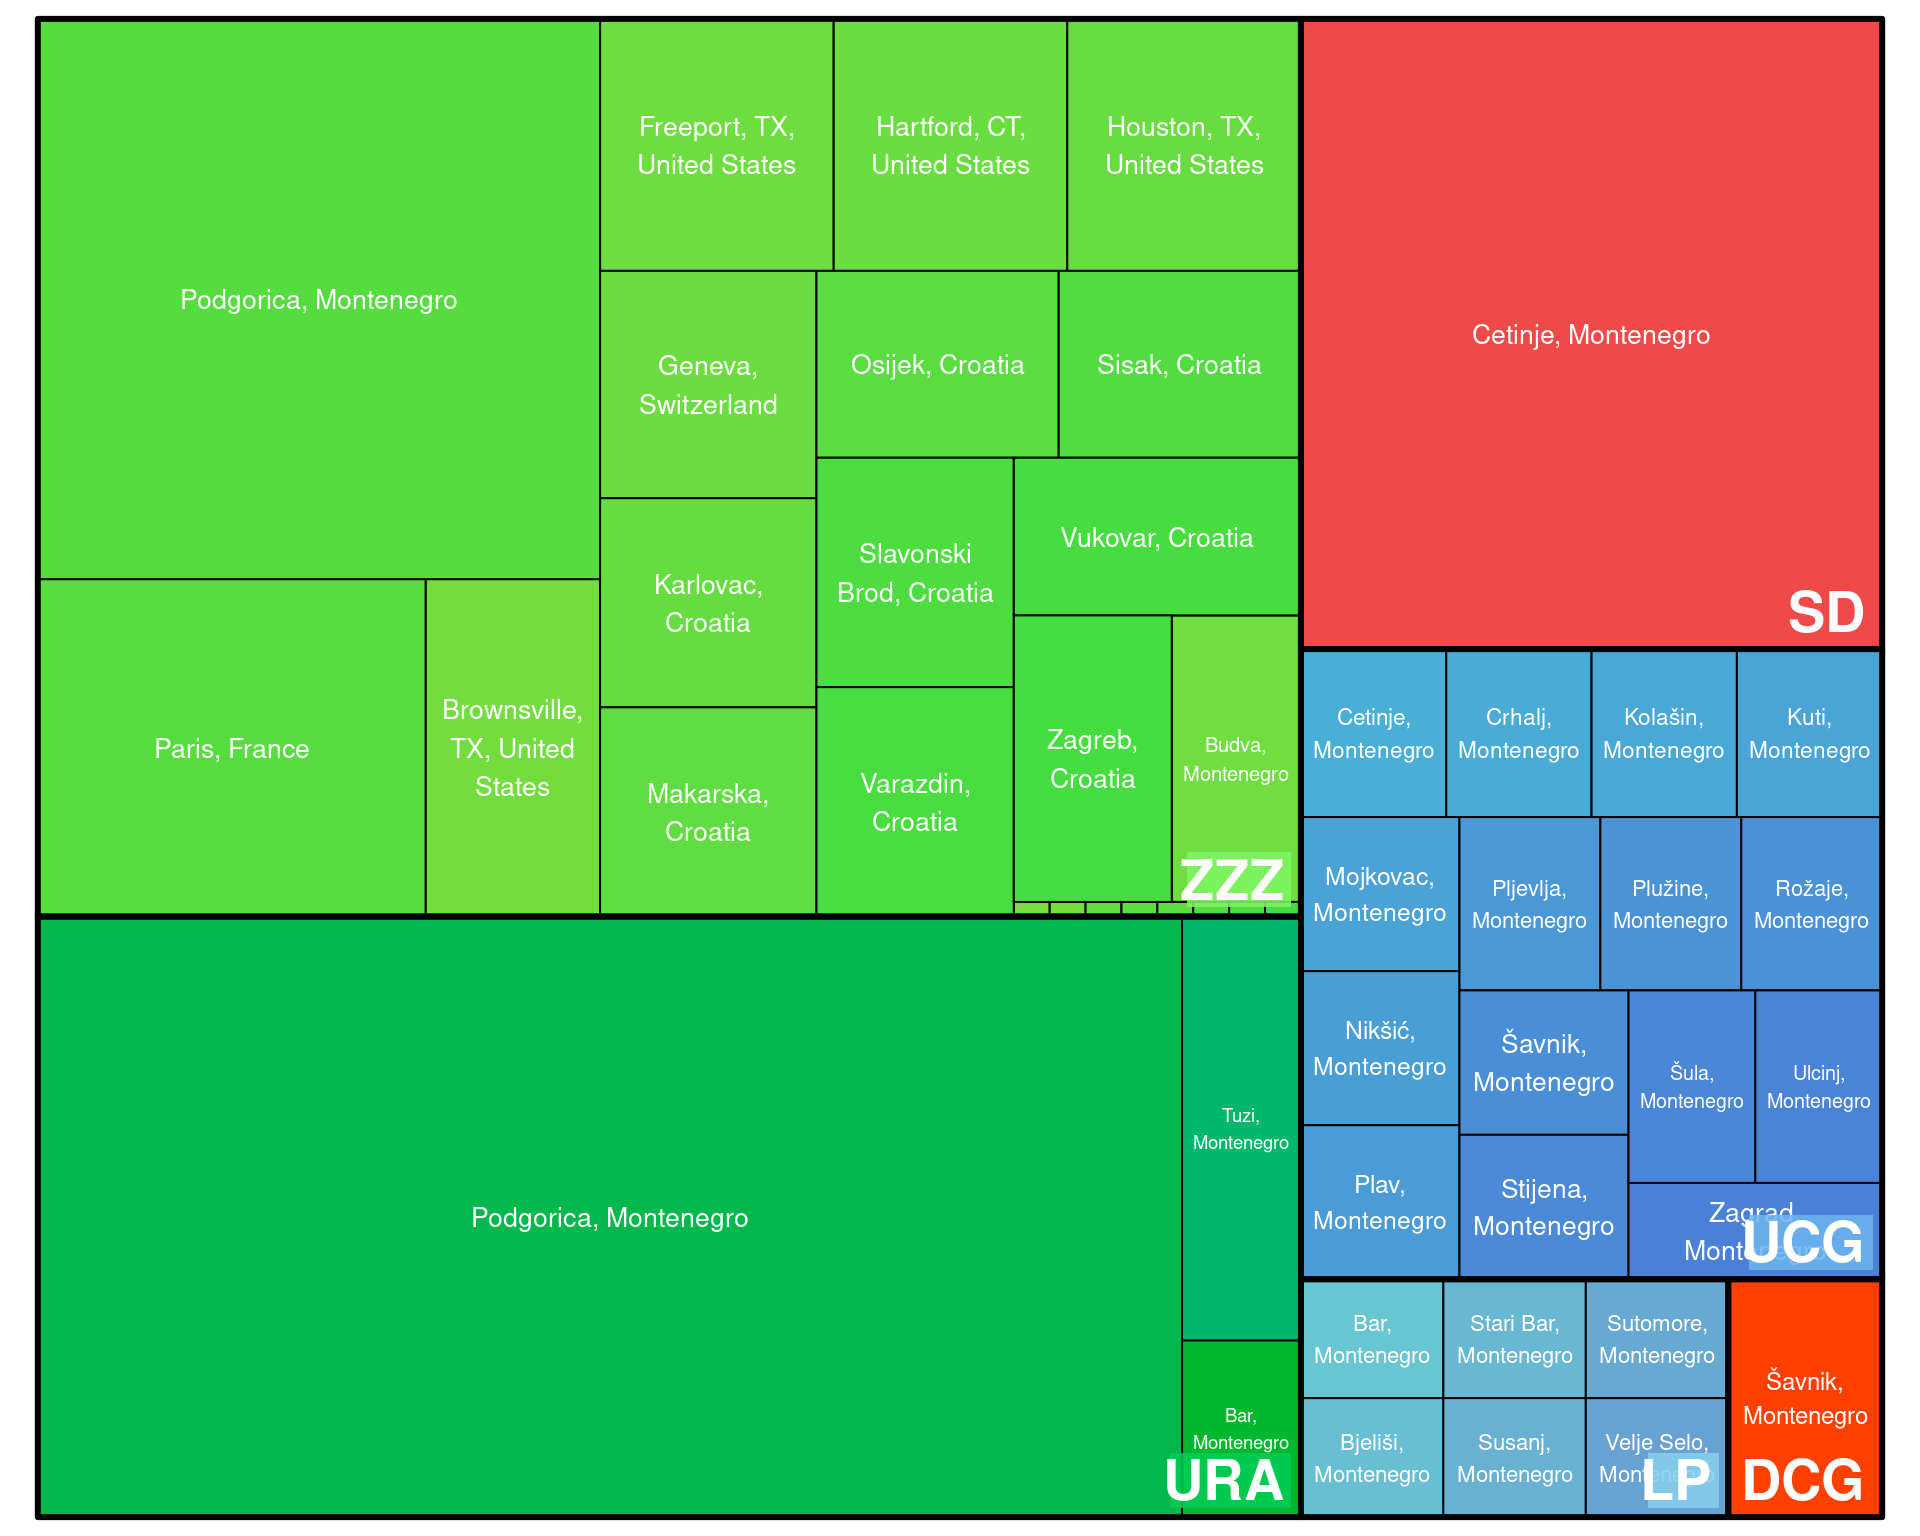 Podgorica, Montenegro
Paris, France
Brownsville,
TX, United
States
Freeport, TX,
United States
Hartford, CT,
United States
Houston, TX,
United States
Geneva,
Switzerland
Karlovac,
Croatia
Makarska,
Croatia
Osijek, Croatia
Sisak, Croatia
Slavonski
Brod, Croatia
Varazdin,
Croatia
Vukovar, Croatia
Zagreb,
Croatia
Budva,
Montenegro
ZZZ
Podgorica, Montenegro
Tuzi,
Montenegro
Bar,
Montenegro
URA
Cetinje, Montenegro
SD
Cetinje,
Montenegro
Crhalj,
Montenegro
Kolašin,
Montenegro
Kuti,
Montenegro
Mojkovac,
Montenegro
Nikšić,
Montenegro
Plav,
Montenegro
Pljevlja,
Montenegro
Plužine,
Montenegro
Rožaje,
Montenegro
Šavnik,
Montenegro
Stijena,
Montenegro
Šula,
Montenegro
Ulcinj,
Montenegro
Zagrad,
Montenegro
UCG
Bar,
Montenegro
Bjeliši,
Montenegro
Stari Bar,
Montenegro
Susanj,
Montenegro
Sutomore,
Montenegro
Velje Selo,
Montenegro
LP
Šavnik,
Montenegro
DCG